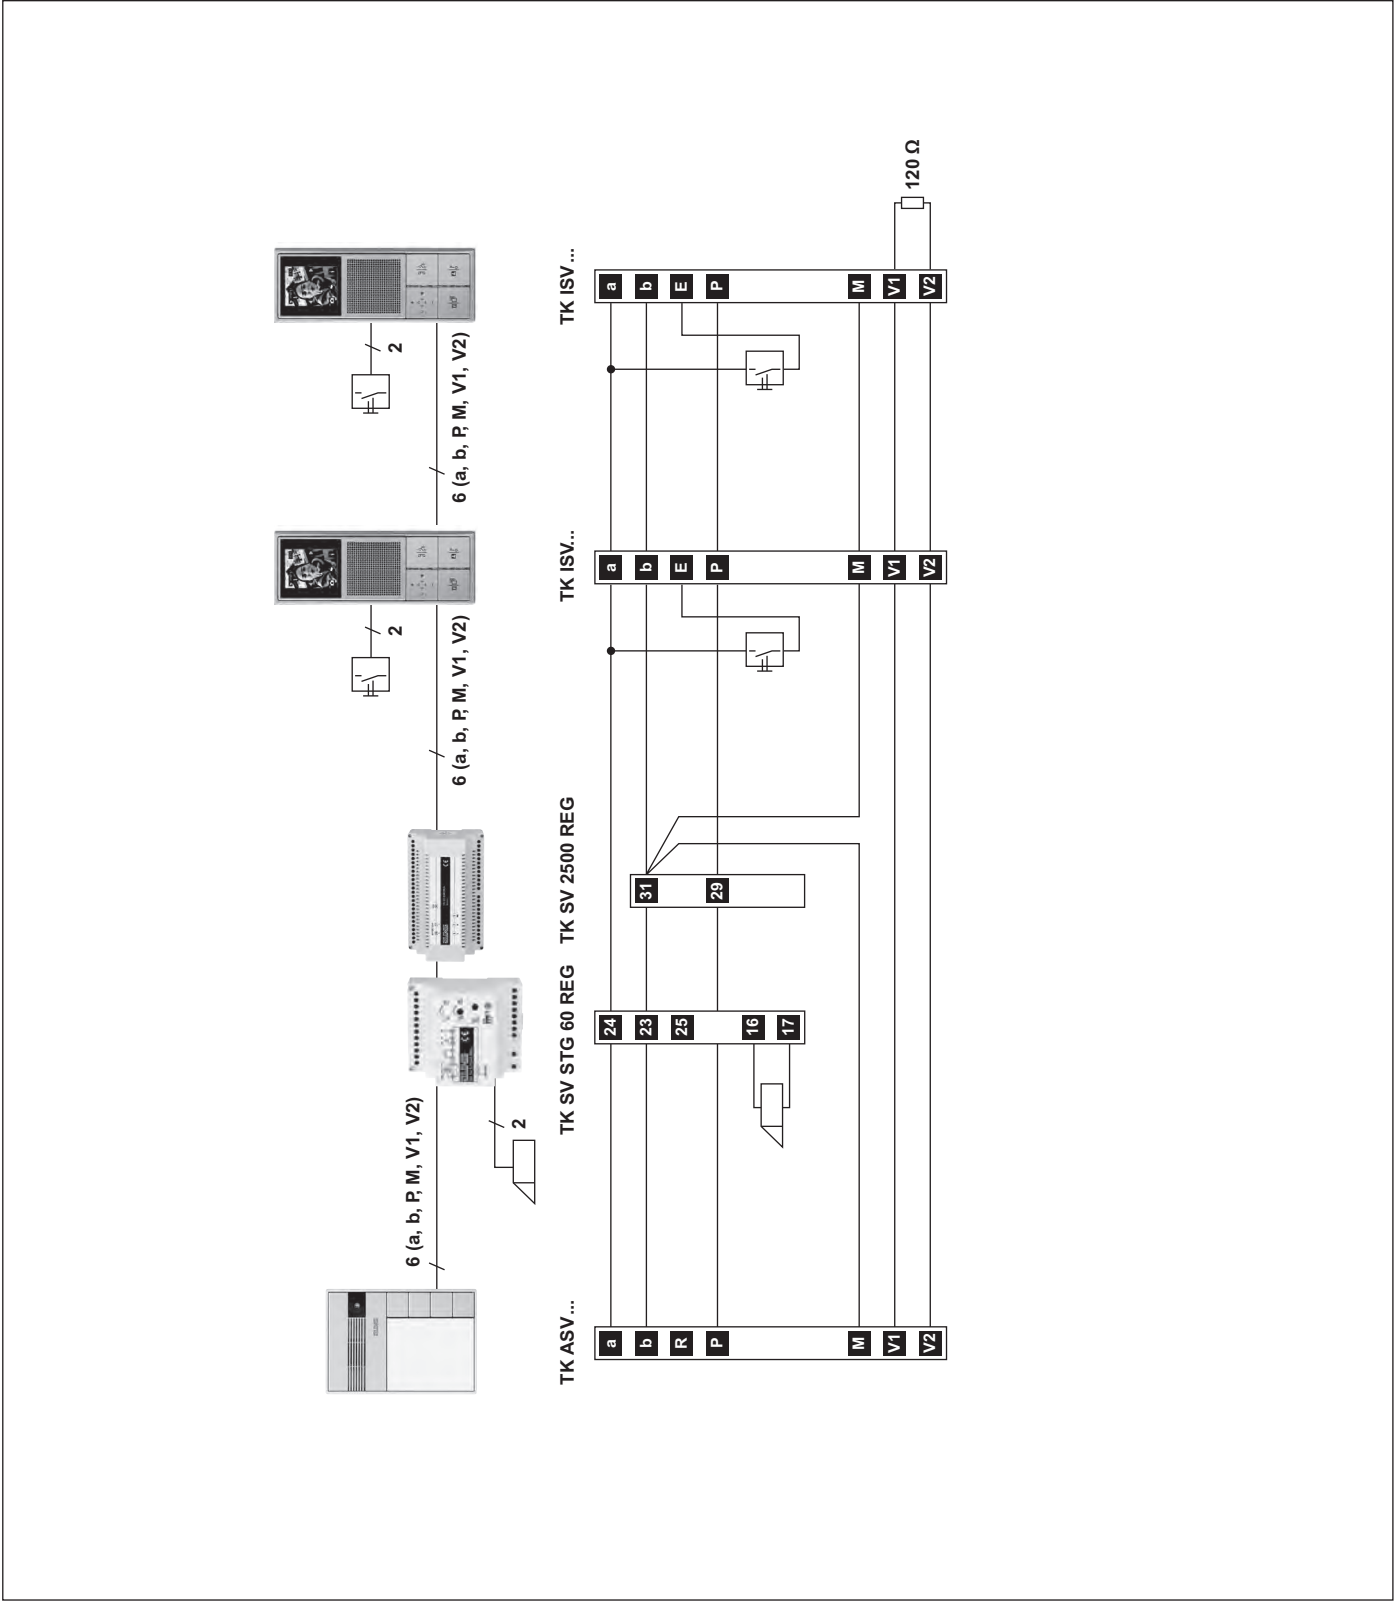 2
2
6 (a, b, P, M, V1, V2)
6 (a, b, P, M, V1, V2)
6 (a, b, P, M, V1, V2)
2
TK ASV...
TK SV STG 60 REG
TK SV 2500 REG
TK ISV...
TK ISV ...
a 24 a a
b 23 31 b b
R 25 E E
P 29 P P
16
17
M M M
V1 V1 V1
120 Ω
V2 V2 V2